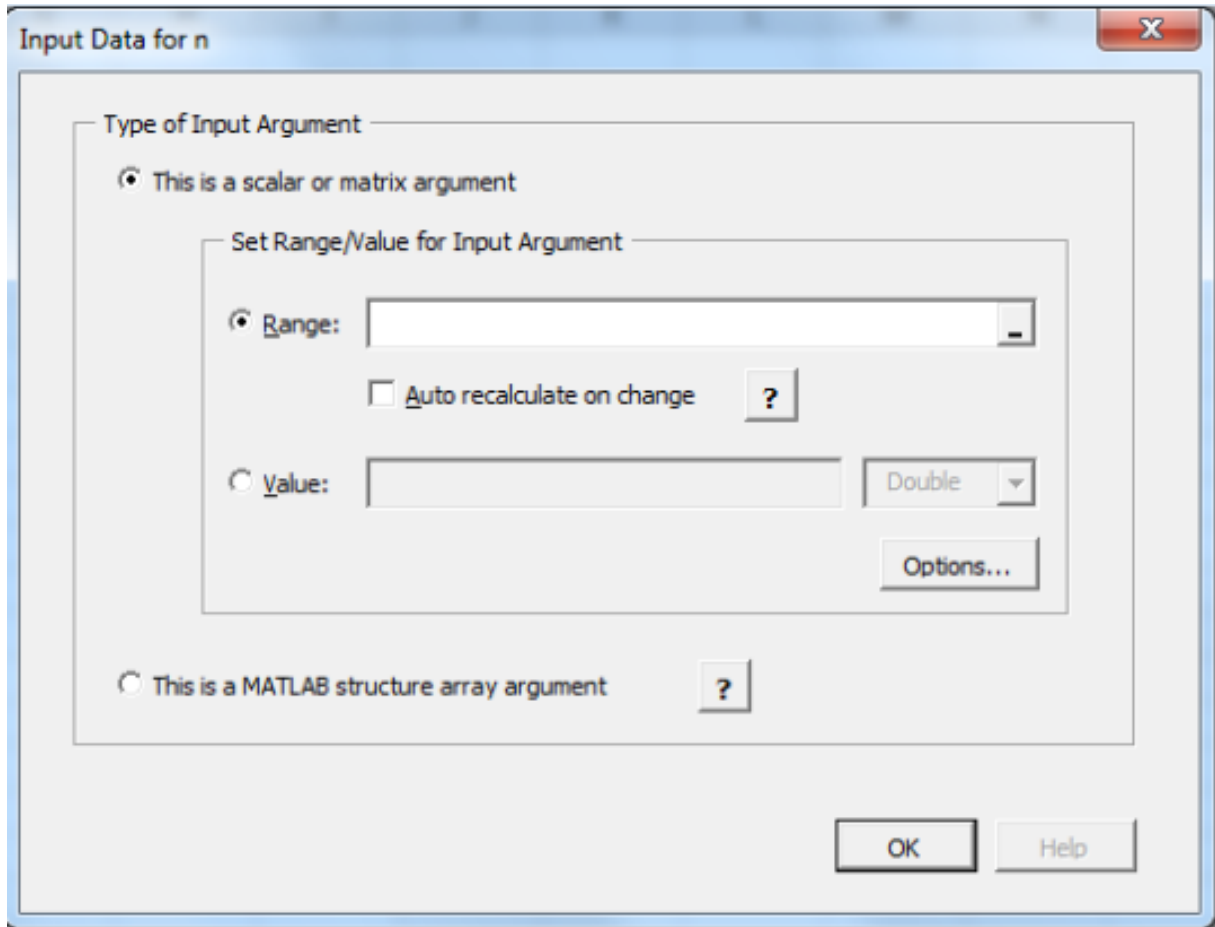 Input Data for n
Type of Input Argument
This is a scalar or matrix argument
Set Range/Value for Input Argument
Range:
Auto recalculate on change ?
Value: Double
Options...
This is a MATLAB structure array argument ?
OK Help